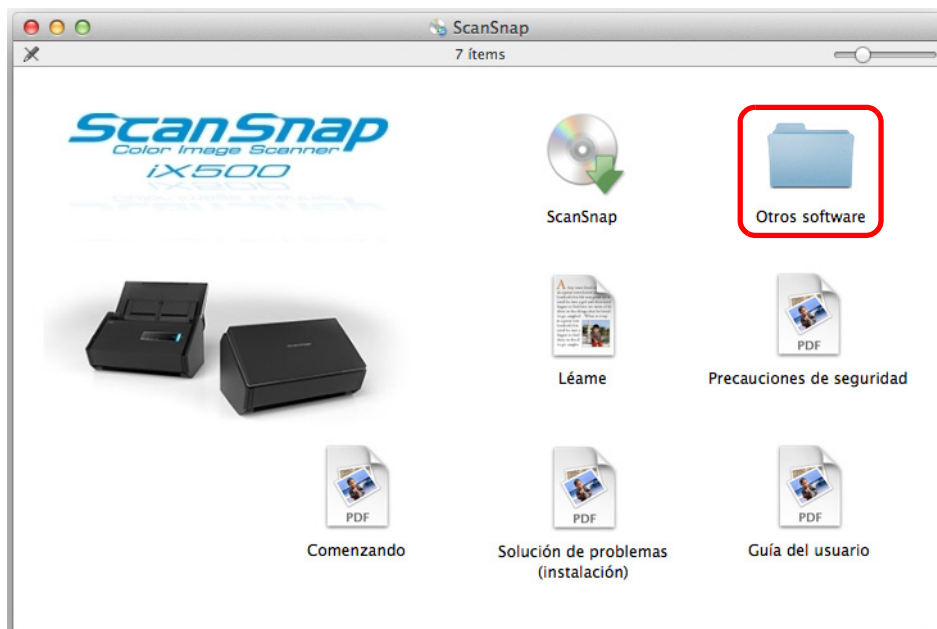 ScanSnap
7 ítems
ScanSnap
Color Image Scanner
iX500
ScanSnap
Otros software
Léame
PDF
Precauciones de seguridad
PDF
Comenzando
PDF
Solución de problemas
(instalación)
PDF
Guía del usuario